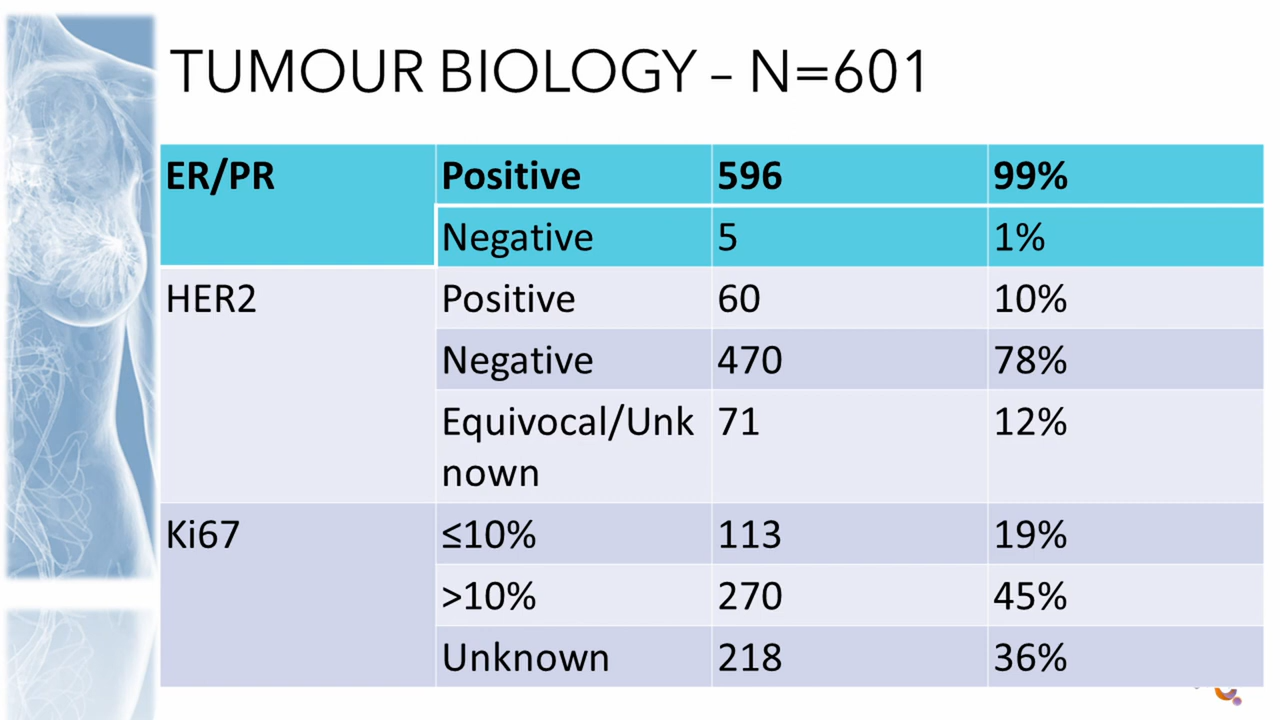 TUMOUR BIOLOGY – N=601
ER/PR Positive 596 99%
Negative 5 1%
HER2 Positive 60 10%
Negative 470 78%
Equivocal/Unk 71 12%
nown
Ki67 ≤10% 113 19%
>10% 270 45%
Unknown 218 36%